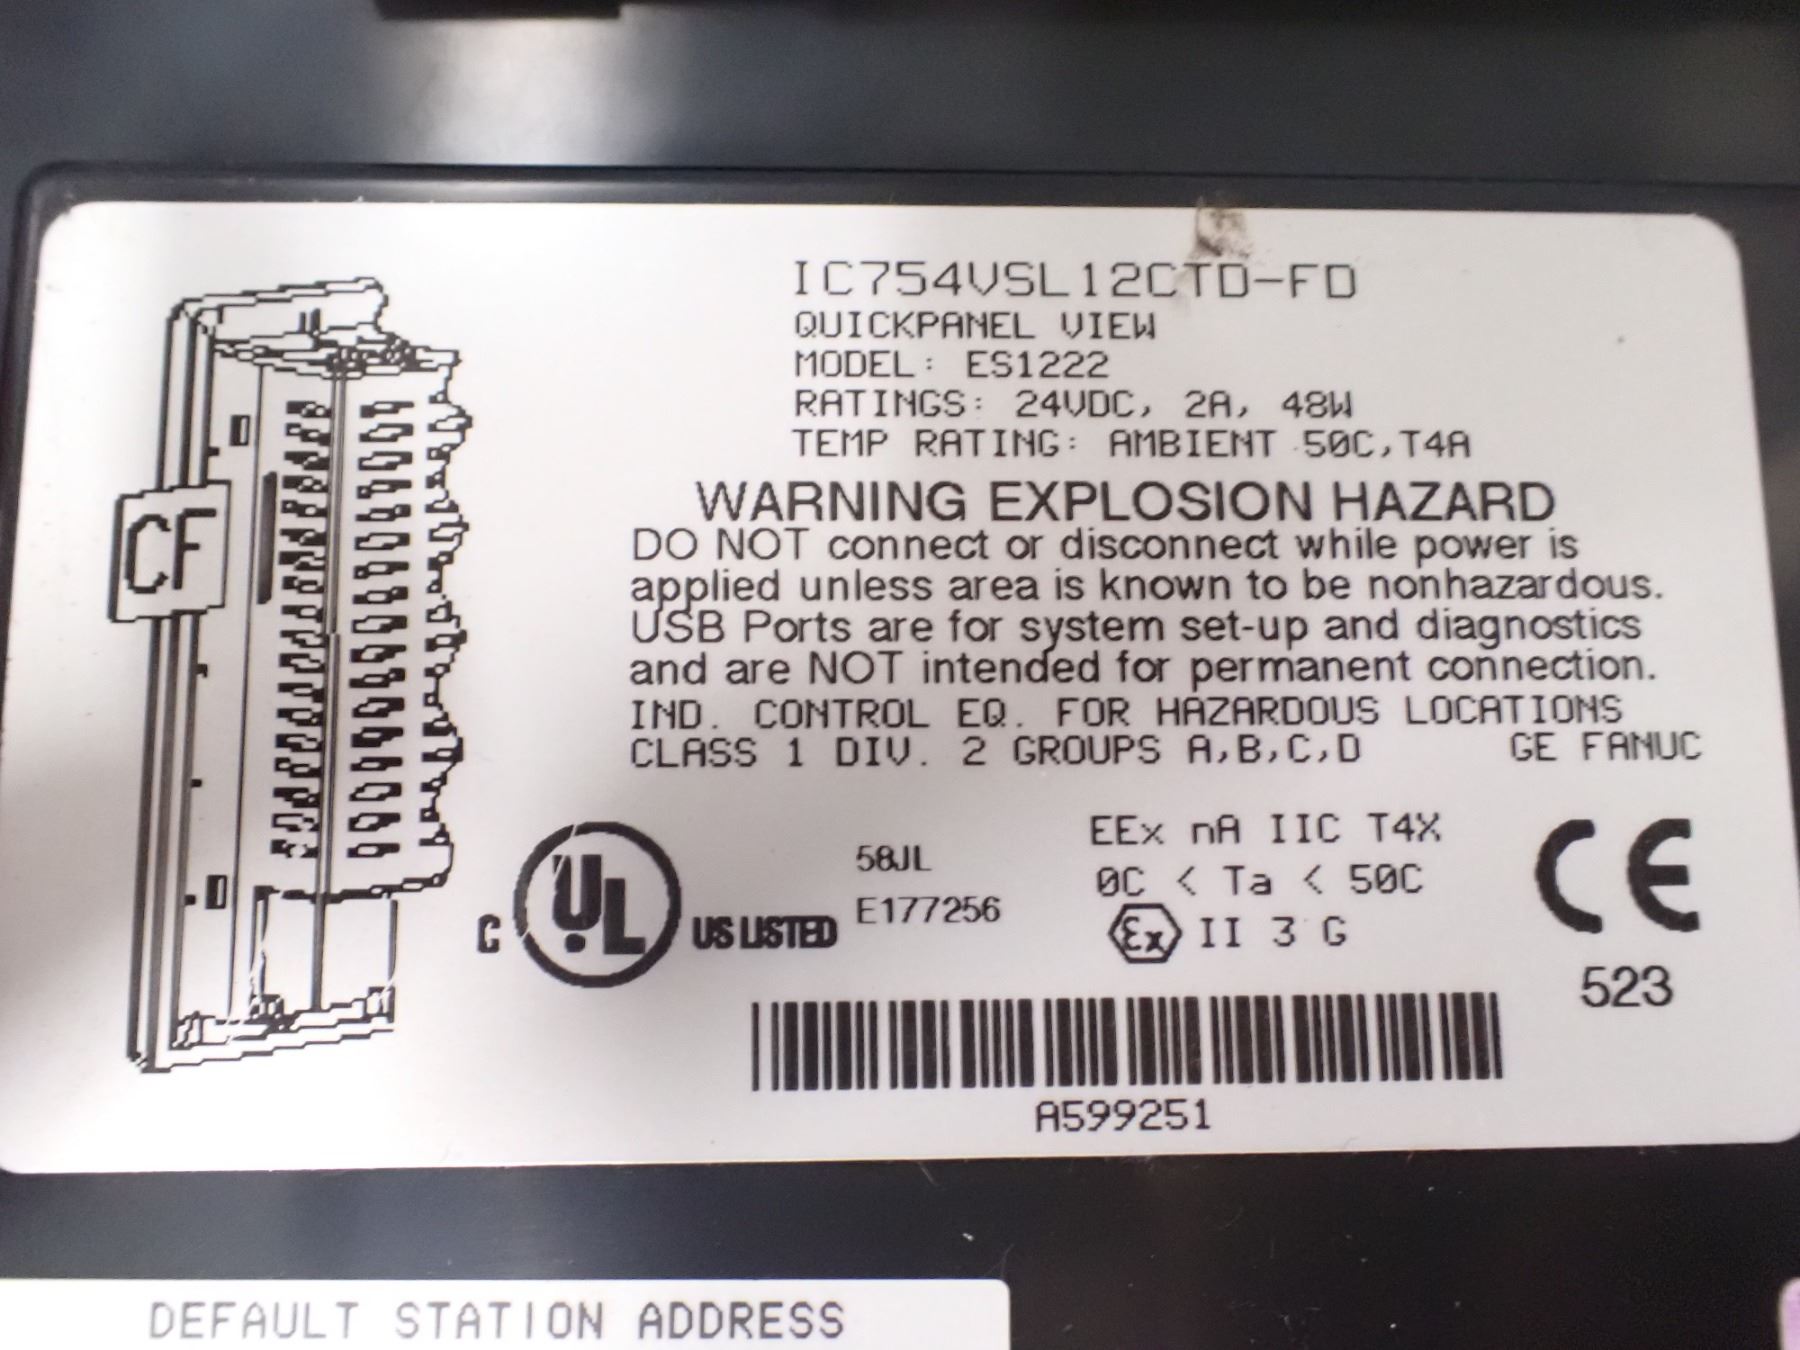 IC754VSL12CTD-FD
QUICKPANEL VIEW
MODEL: ES1222
RATINGS: 24VDC, 2A, 48W
TEMP RATING: AMBIENT 50C,T4A
WARNING EXPLOSION HAZARD
DO NOT connect or disconnect while power is
applied unless area is known to be nonhazardous.
USB Ports are for system set-up and diagnostics
and are NOT intended for permanent connection.
IND. CONTROL EQ. FOR HAZARDOUS LOCATIONS
CLASS 1 DIV. 2 GROUPS A,B,C,D GE FANUC
CF
C UL US LISTED
58JL
E177256
EEx nA IIC T4X
0C < Ta < 50C
Ex II 3 G
CE
523
A599251
DEFAULT STATION ADDRESS